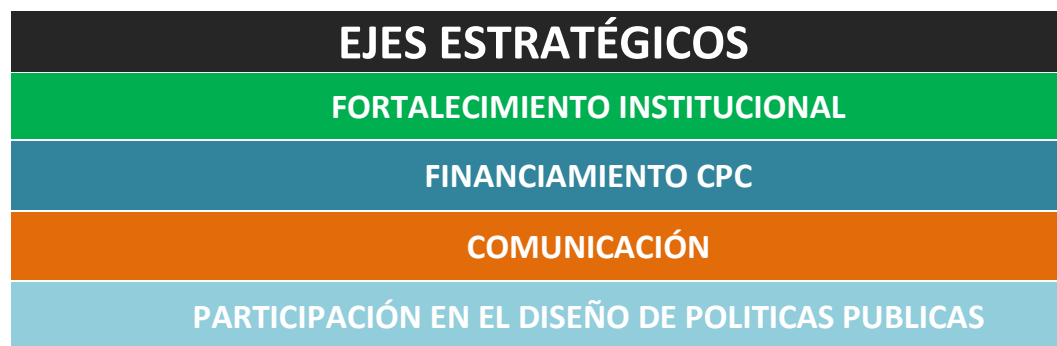 EJES ESTRATÉGICOS
FORTALECIMIENTO INSTITUCIONAL
FINANCIAMIENTO CPC
COMUNICACIÓN
PARTICIPACIÓN EN EL DISEÑO DE POLITICAS PUBLICAS